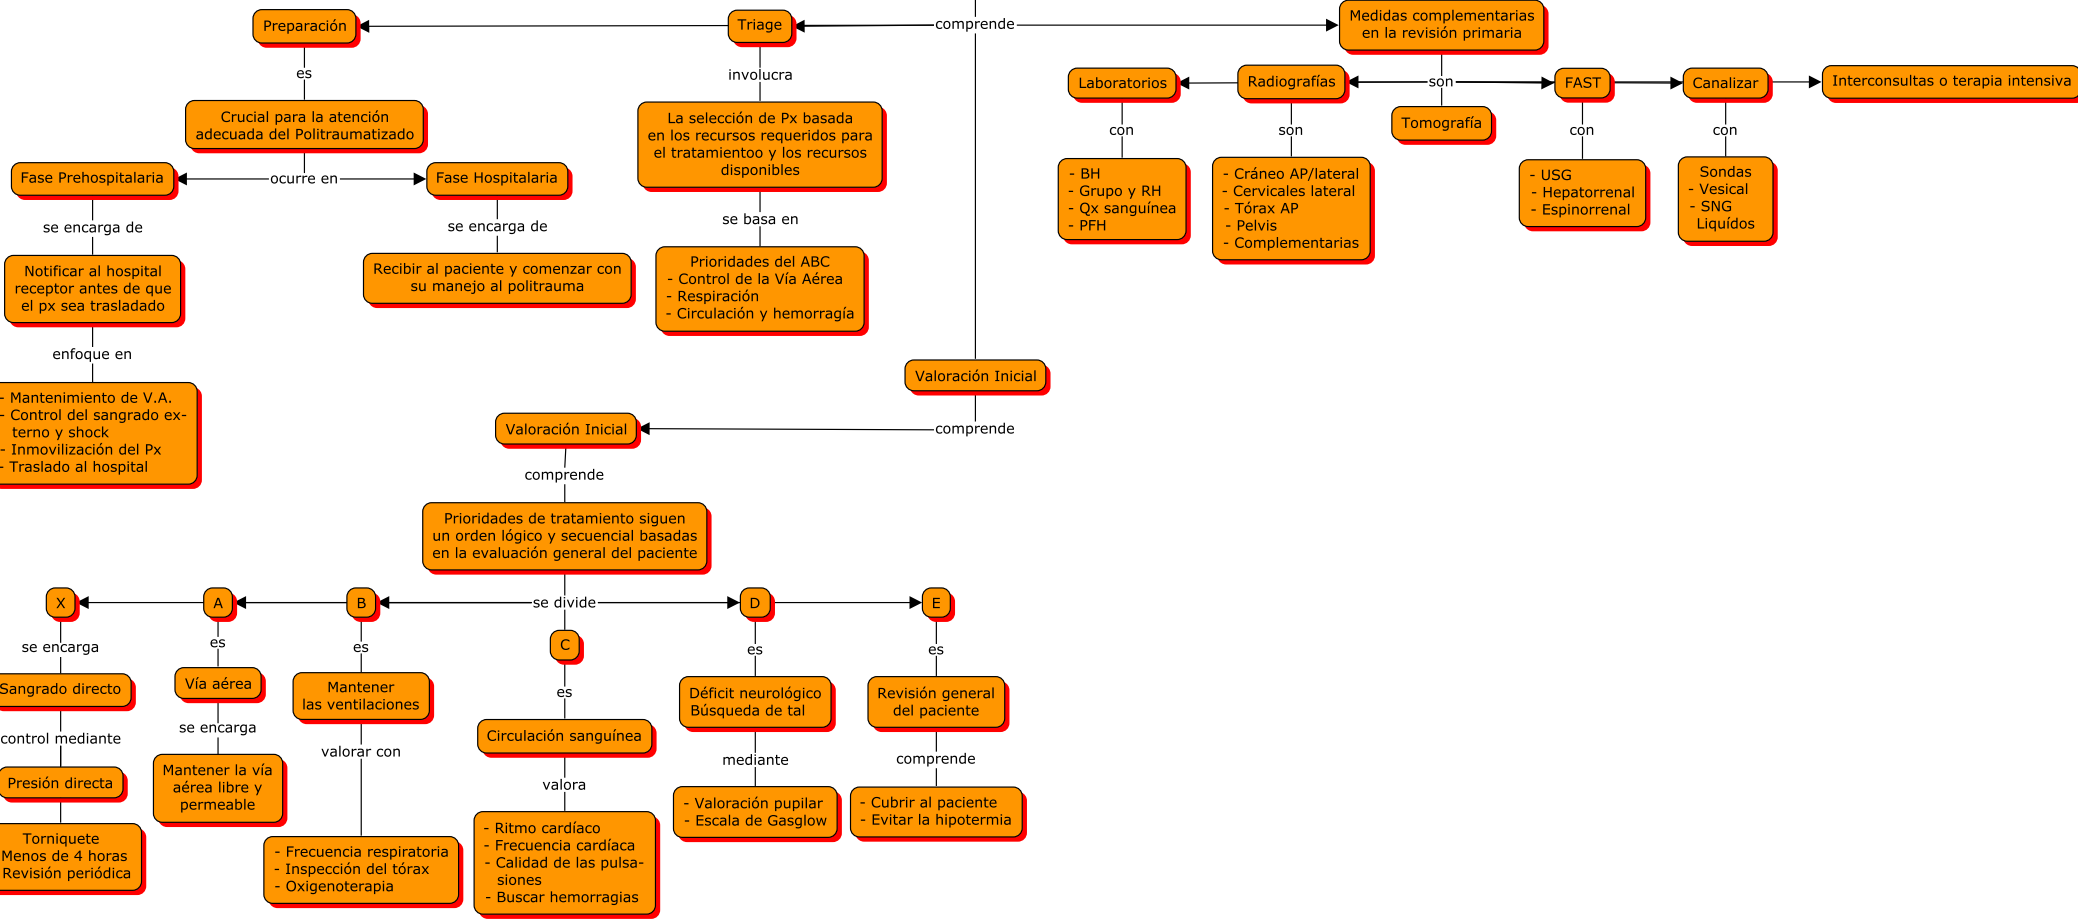 comprende
Preparación
Triage
Medidas complementarias
en la revisión primaria
es
Crucial para la atención
adecuada del Politraumatizado
ocurre en
Fase Prehospitalaria
se encarga de
Notificar al hospital
receptor antes de que
el px sea trasladado
enfoque en
- Mantenimiento de V.A.
- Control del sangrado ex-
terno y shock
- Inmovilización del Px
- Traslado al hospital
Fase Hospitalaria
se encarga de
Recibir al paciente y comenzar con
su manejo al politrauma
involucra
La selección de Px basada
en los recursos requeridos para
el tratamientoo y los recursos
disponibles
se basa en
Prioridades del ABC
- Control de la Vía Aérea
- Respiración
- Circulación y hemorragía
son
Laboratorios
con
- BH
- Grupo y RH
- Qx sanguínea
- PFH
Radiografías
son
- Cráneo AP/lateral
- Cervicales lateral
- Tórax AP
- Pelvis
- Complementarias
Tomografía
FAST
con
- USG
- Hepatorrenal
- Espinorrenal
Canalizar
con
Sondas
- Vesical
- SNG
Liquídos
Interconsultas o terapia intensiva
Valoración Inicial
comprende
Valoración Inicial
comprende
Prioridades de tratamiento siguen
un orden lógico y secuencial basadas
en la evaluación general del paciente
se divide
X
se encarga
Sangrado directo
control mediante
Presión directa
Torniquete
Menos de 4 horas
Revisión periódica
A
es
Vía aérea
se encarga
Mantener la vía
aérea libre y
permeable
B
es
Mantener
las ventilaciones
valorar con
- Frecuencia respiratoria
- Inspección del tórax
- Oxigenoterapia
C
es
Circulación sanguínea
valora
- Ritmo cardíaco
- Frecuencia cardíaca
- Calidad de las pulsa-
siones
- Buscar hemorragias
D
es
Déficit neurológico
Búsqueda de tal
mediante
- Valoración pupilar
- Escala de Gasglow
E
es
Revisión general
del paciente
comprende
- Cubrir al paciente
- Evitar la hipotermia